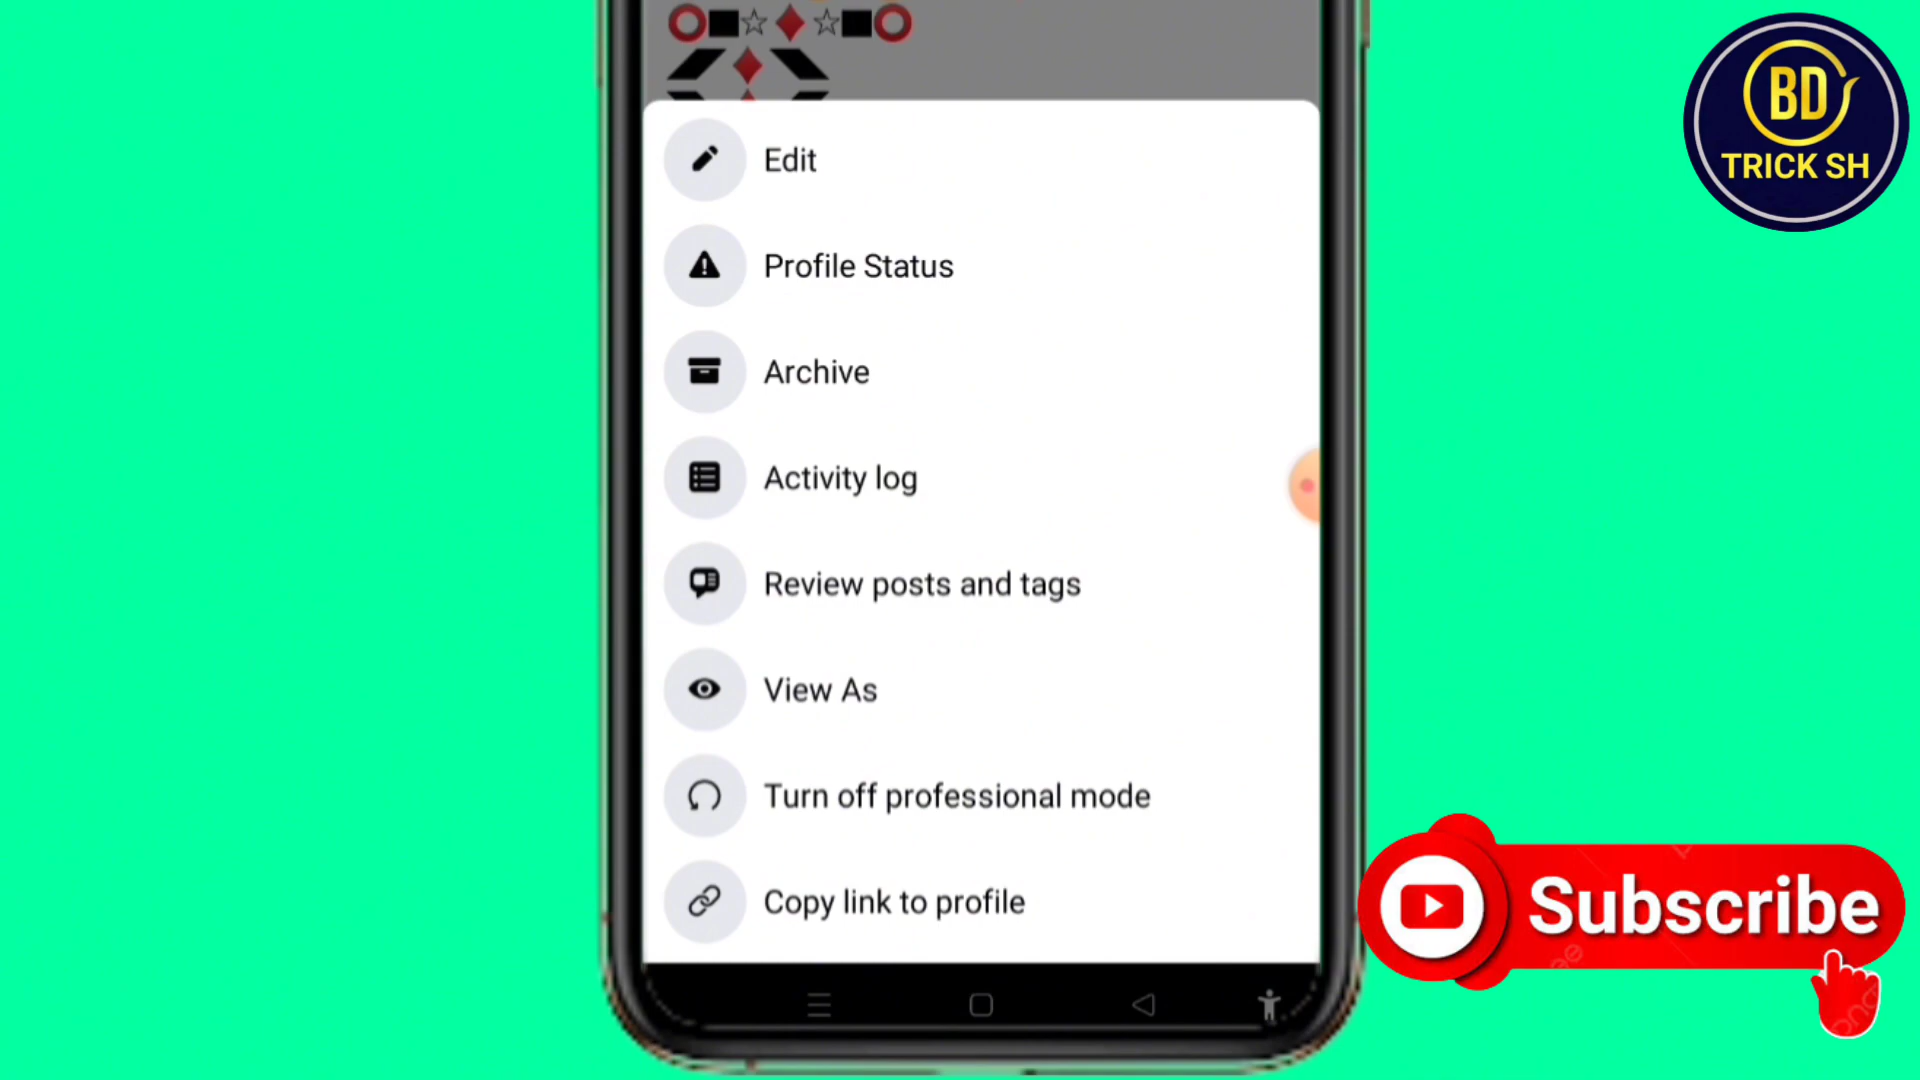 BD
TRICK SH
Edit
Profile Status
Archive
Activity log
Review posts and tags
View As
Turn off professional mode
Copy link to profile
Subscribe